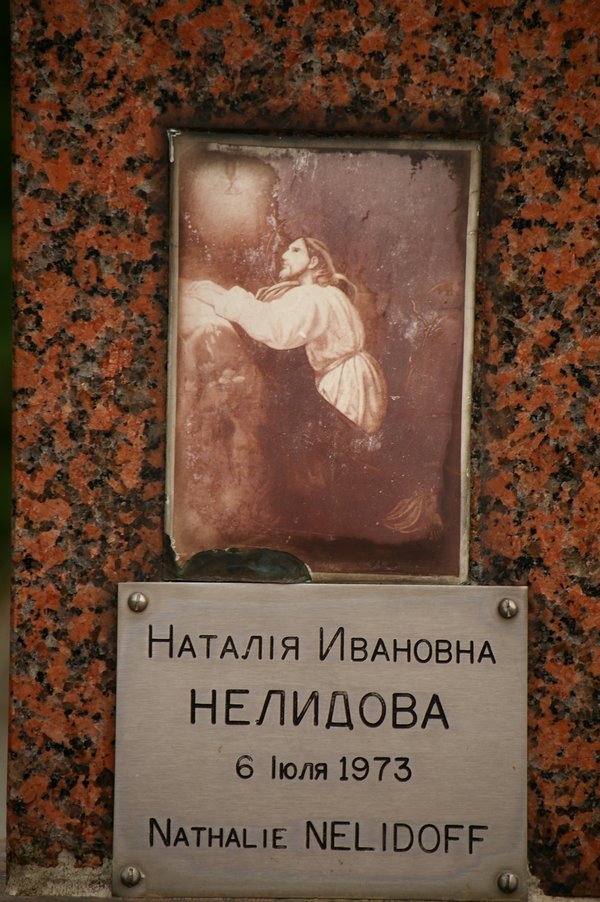 Наталія Ивановна
НЕЛИДОВА
6 Іюля 1973
Nathalie NELIDOFF